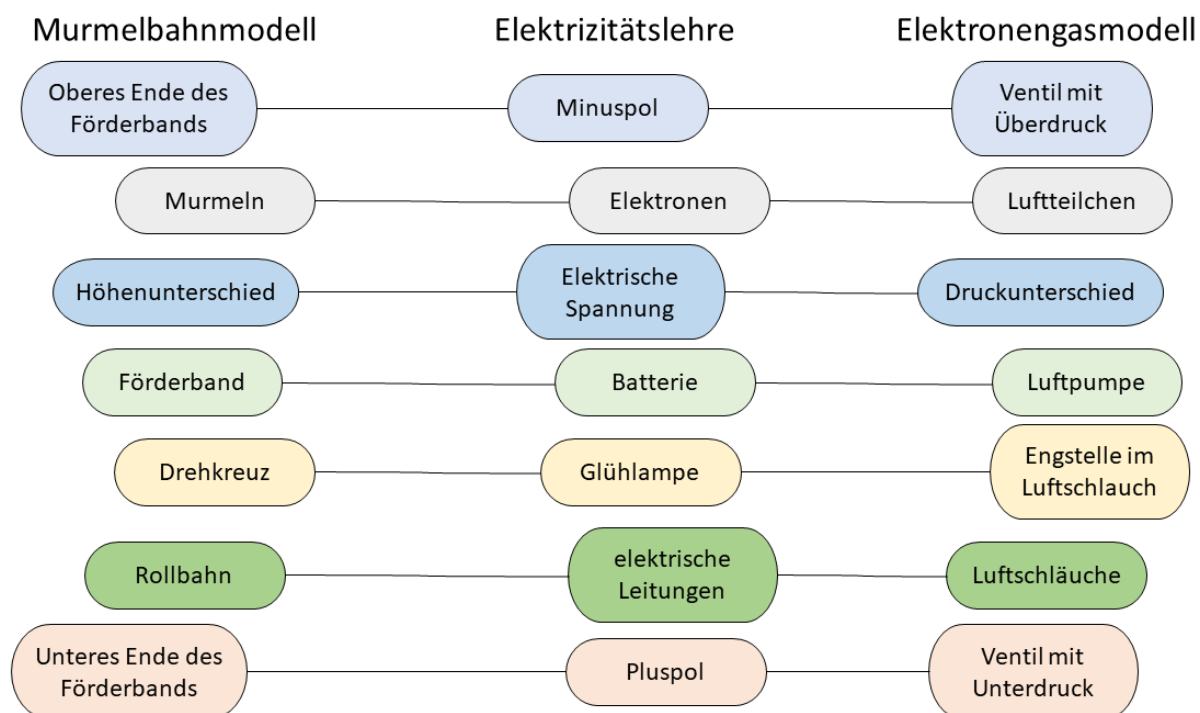 Murmelbahnmodell
Elektrizitätslehre
Elektronengasmodell
Oberes Ende des
Förderbands
Minuspol
Ventil mit
Überdruck
Murmeln
Elektronen
Luftteilchen
Höhenunterschied
Elektrische
Spannung
Druckunterschied
Förderband
Batterie
Luftpumpe
Drehkreuz
Glühlampe
Engstelle im
Luftschlauch
Rollbahn
elektrische
Leitungen
Luftschläuche
Unteres Ende des
Förderbands
Pluspol
Ventil mit
Unterdruck